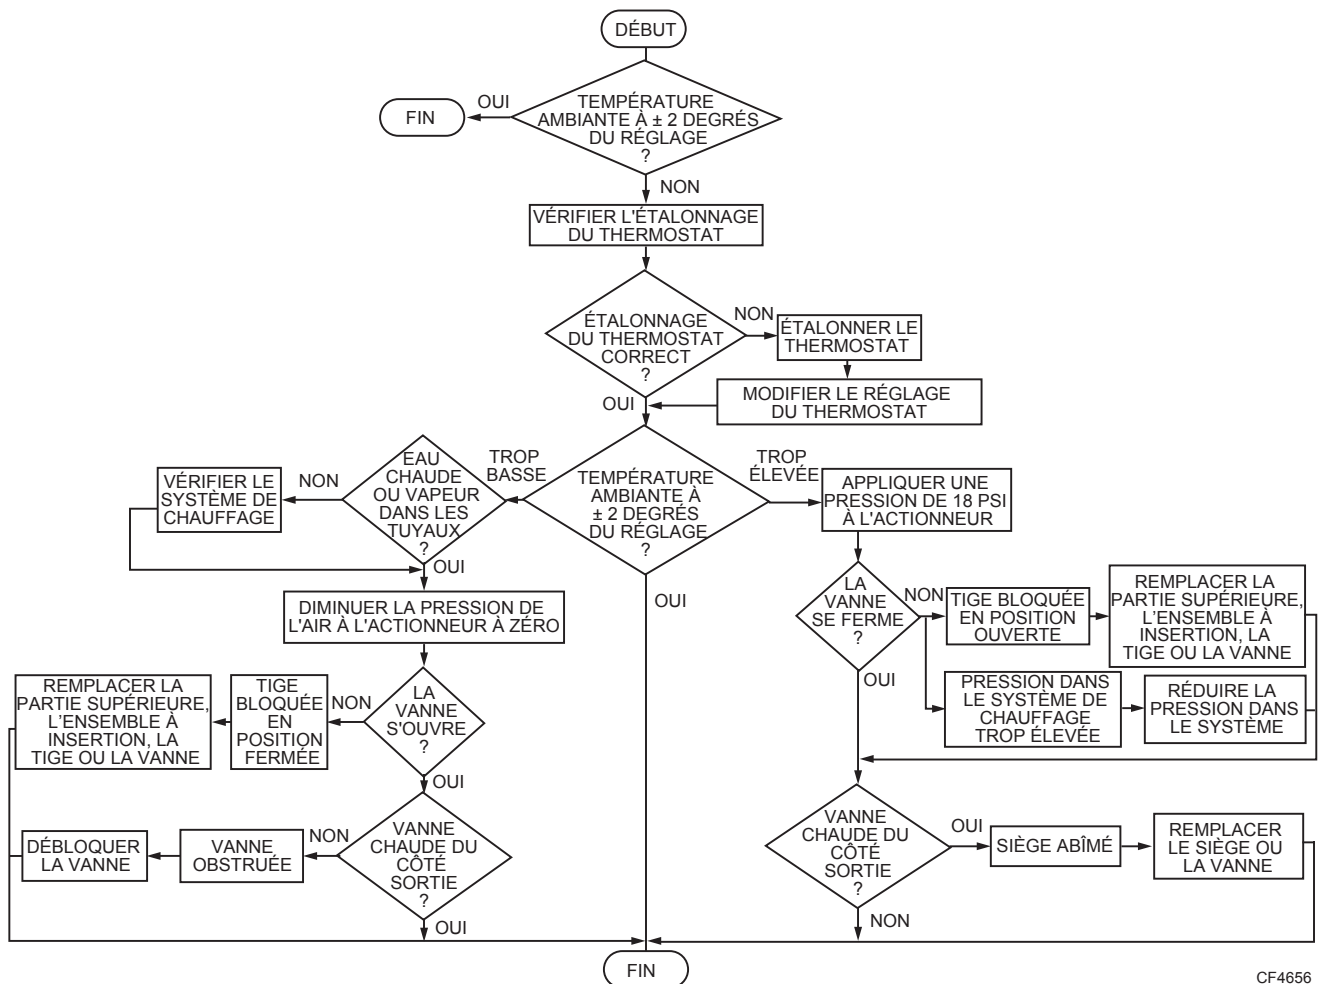 DÉBUT
TEMPÉRATURE
AMBIANTE À ± 2 DEGRÉS
DU RÉGLAGE
?
OUI
FIN
NON
VÉRIFIER L'ÉTALONNAGE
DU THERMOSTAT
ÉTALONNAGE
DU THERMOSTAT
CORRECT
?
NON
ÉTALONNER LE
THERMOSTAT
MODIFIER LE RÉGLAGE
DU THERMOSTAT
OUI
TEMPÉRATURE
AMBIANTE À
± 2 DEGRÉS
DU RÉGLAGE
?
TROP
BASSE
TROP
ÉLEVÉE
OUI
EAU
CHAUDE
OU VAPEUR
DANS LES
TUYAUX
?
NON
VÉRIFIER LE
SYSTÈME DE
CHAUFFAGE
OUI
DIMINUER LA PRESSION DE
L'AIR À L'ACTIONNEUR À ZÉRO
LA
VANNE
S'OUVRE
?
NON
TIGE
BLOQUÉE
EN
POSITION
FERMÉE
REMPLACER LA
PARTIE SUPÉRIEURE,
L'ENSEMBLE À
INSERTION, LA
TIGE OU LA VANNE
OUI
VANNE
CHAUDE DU
CÔTÉ
SORTIE
?
NON
VANNE
OBSTRUÉE
DÉBLOQUER
LA VANNE
OUI
APPLIQUER UNE
PRESSION DE 18 PSI
À L'ACTIONNEUR
LA
VANNE
SE FERME
?
NON
TIGE BLOQUÉE
EN POSITION
OUVERTE
REMPLACER LA
PARTIE SUPÉRIEURE,
L'ENSEMBLE À
INSERTION, LA
TIGE OU LA VANNE
PRESSION DANS
LE SYSTÈME DE
CHAUFFAGE
TROP ÉLEVÉE
RÉDUIRE LA
PRESSION DANS
LE SYSTÈME
OUI
VANNE
CHAUDE DU
CÔTÉ
SORTIE
?
OUI
SIÈGE ABÎMÉ
REMPLACER
LE SIÈGE OU
LA VANNE
NON
FIN
CF4656